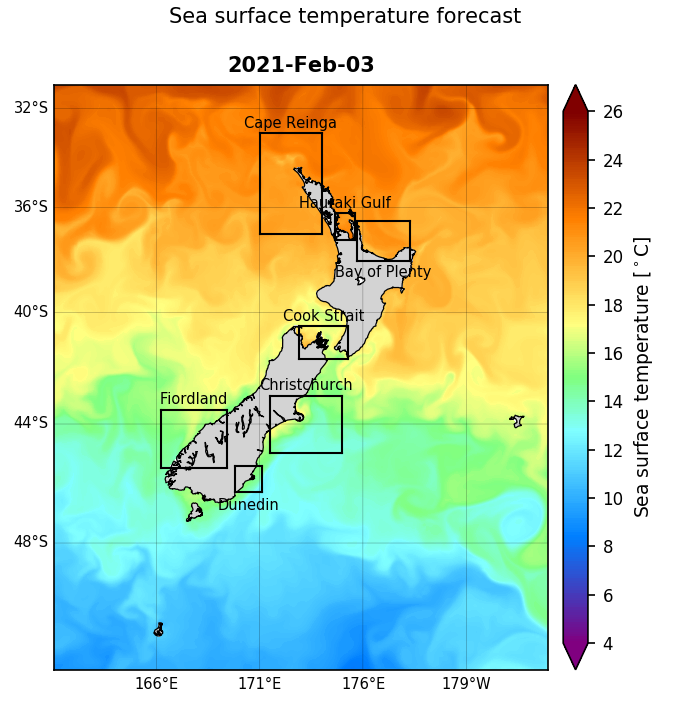 Sea surface temperature forecast
2021-Feb-03
32°S
36°S
40°S
44°S
48°S
Cape Reinga
Hauraki Gulf
Bay of Plenty
Cook Strait
Christchurch
Fiordland
Dunedin
166°E
171°E
176°E
179°W
26
24
22
20
18
16
14
12
10
8
6
4
Sea surface temperature [°C]